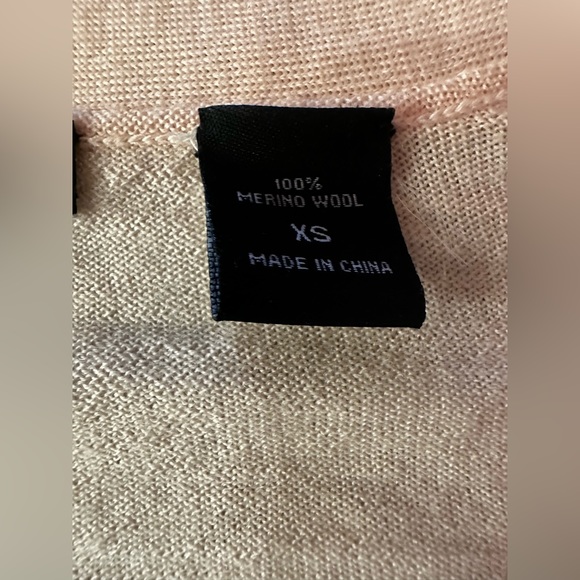 100%
MERINO WOOL
XS
MADE IN CHINA